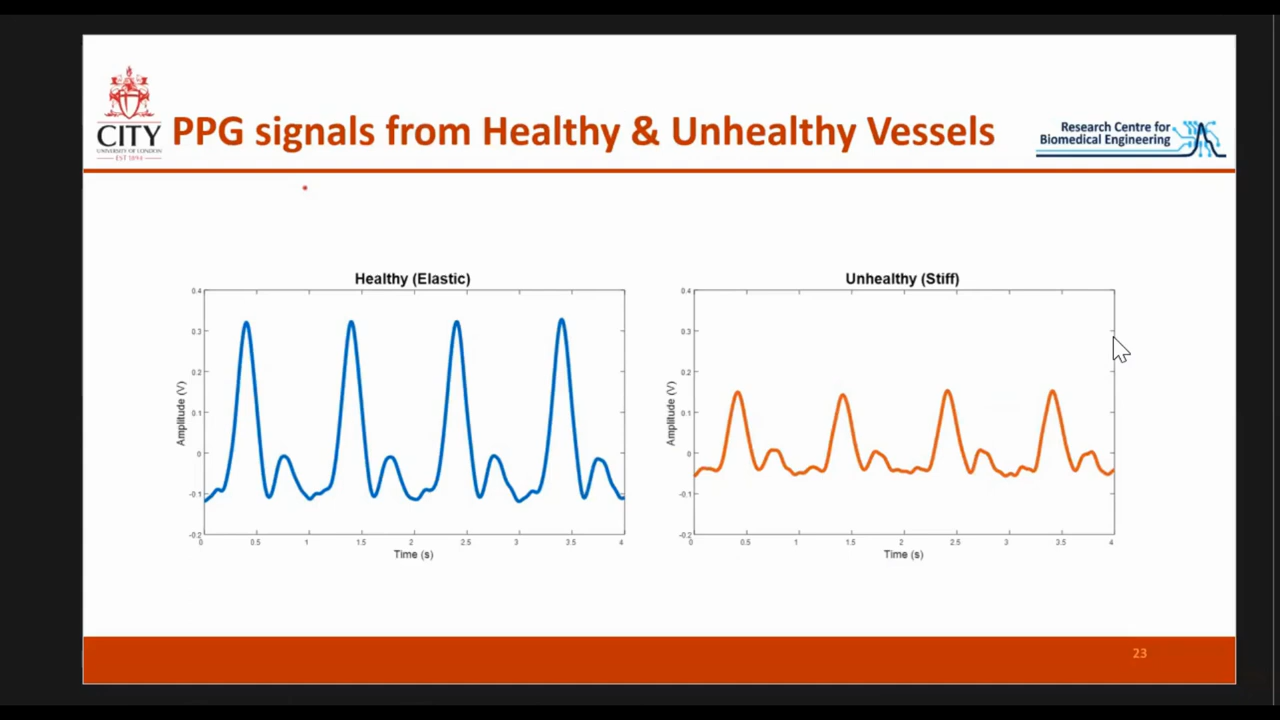 CITY
UNIVERSITY OF LONDON
EST 1894
PPG signals from Healthy & Unhealthy Vessels
Research Centre for
Biomedical Engineering
Healthy (Elastic)
0.4
0.3
0.2
0.1
0
-0.1
-0.2
Amplitude (V)
0 0.5 1 1.5 2 2.5 3 3.5 4
Time (s)
Unhealthy (Stiff)
0.4
0.3
0.2
0.1
0
-0.1
-0.2
Amplitude (V)
0 0.5 1 1.5 2 2.5 3 3.5 4
Time (s)
23